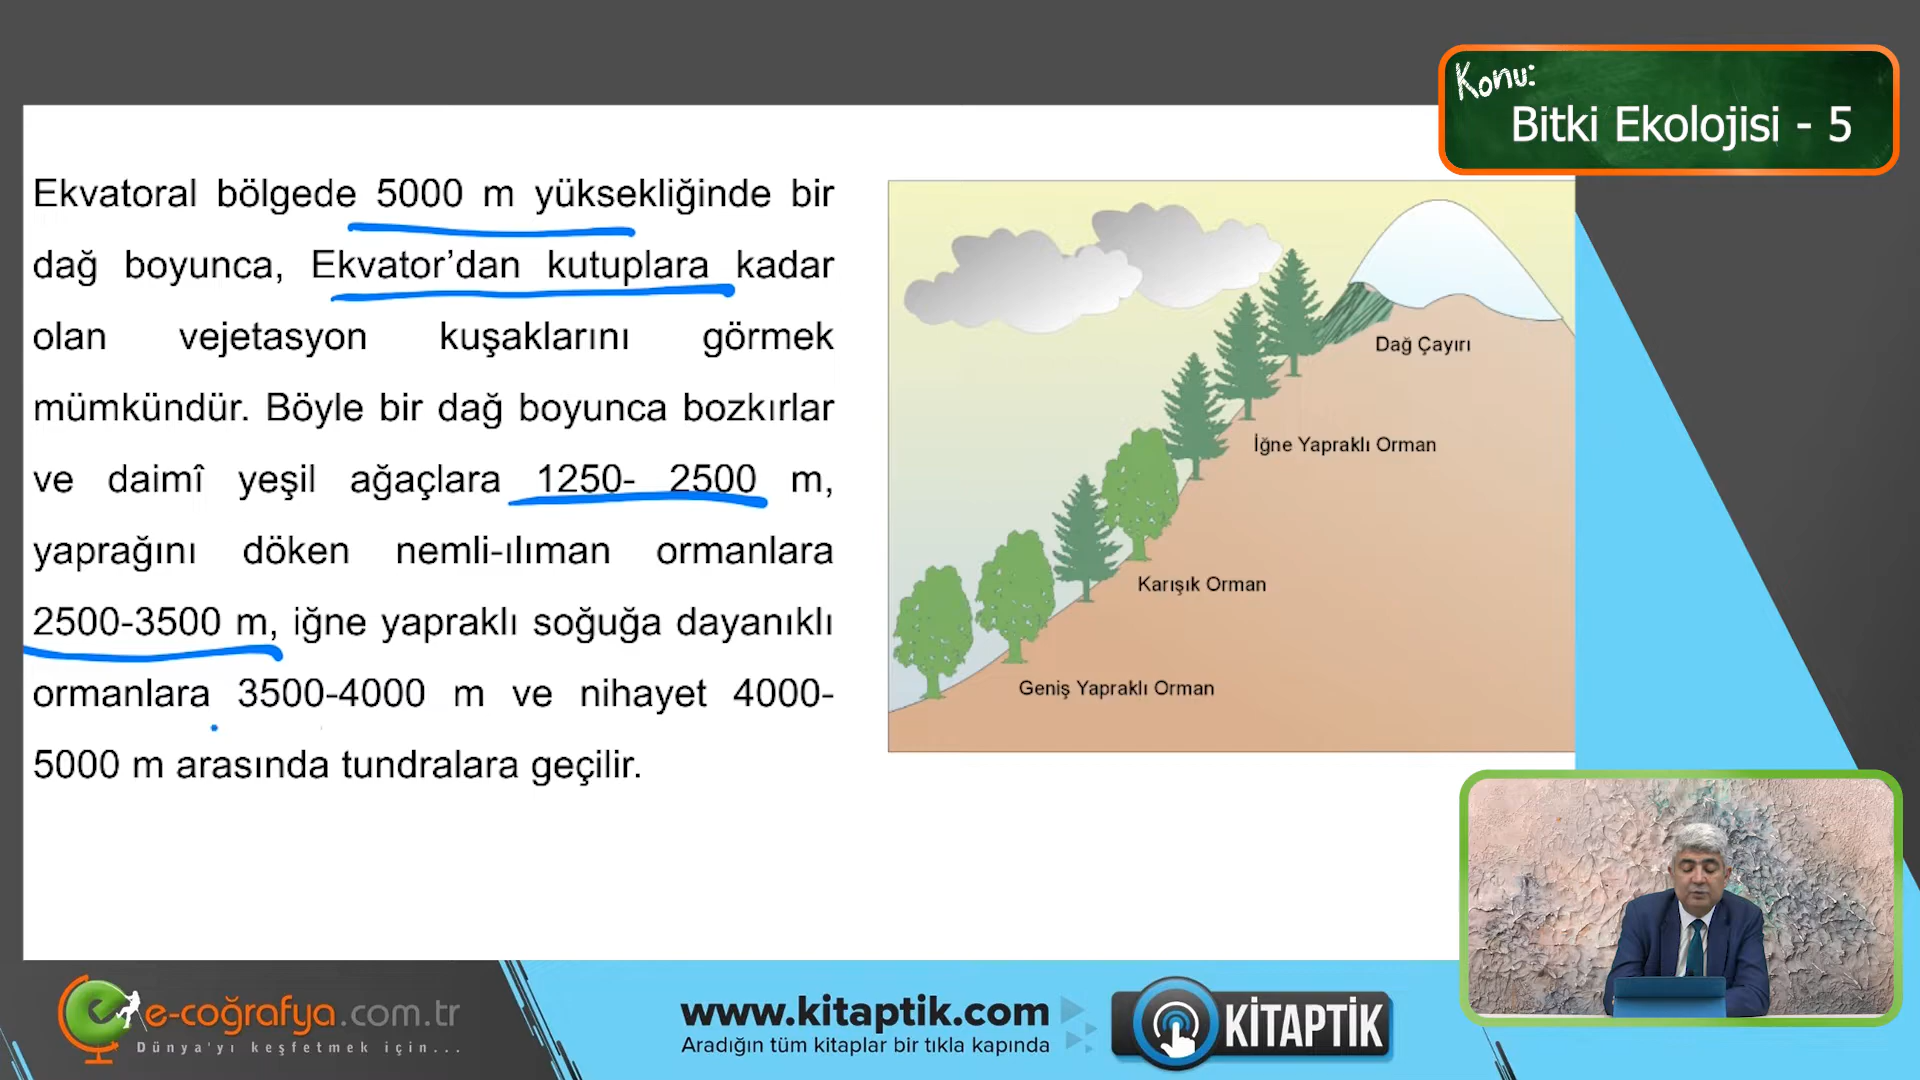 Konu:
Bitki Ekolojisi - 5
Ekvatoral bölgede 5000 m yüksekliğinde bir
dağ boyunca, Ekvator’dan kutuplara kadar
olan vejetasyon kuşaklarını görmek
mümkündür. Böyle bir dağ boyunca bozkırlar
ve daimî yeşil ağaçlara 1250- 2500 m,
yaprağını döken nemli-ılıman ormanlara
2500-3500 m, iğne yapraklı soğuğa dayanıklı
ormanlara 3500-4000 m ve nihayet 4000-
5000 m arasında tundralara geçilir.
Dağ Çayırı
İğne Yapraklı Orman
Karışık Orman
Geniş Yapraklı Orman
e-coğrafya.com.tr
Dünya'yı keşfetmek için...
www.kitaptik.com
Aradığın tüm kitaplar bir tıkla kapında
KİTAPTİK